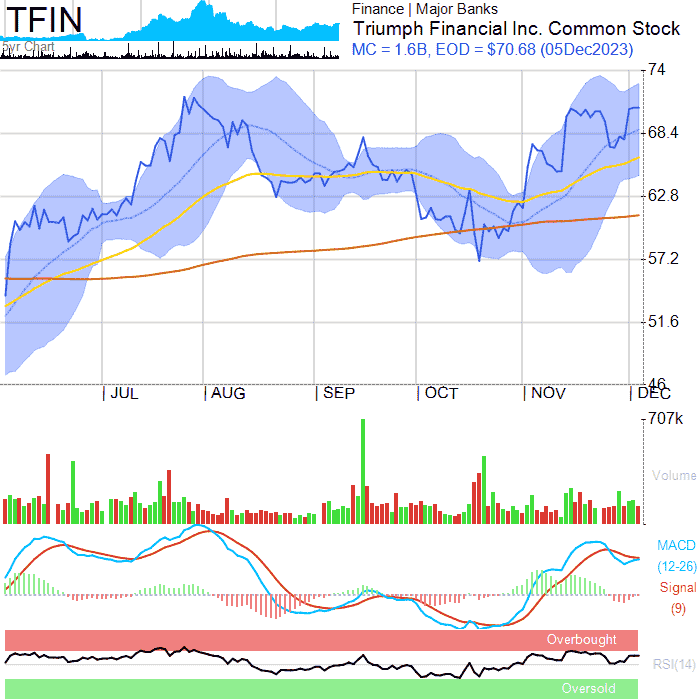 TFIN
5yr Chart
Finance | Major Banks
Triumph Financial Inc. Common Stock
MC = 1.6B, EOD = $70.68 (05Dec2023)
74
68.4
62.8
57.2
51.6
46
JUL AUG SEP OCT NOV DEC
707k
Volume
MACD
(12-26)
Signal
(9)
Overbought
RSI(14)
Oversold